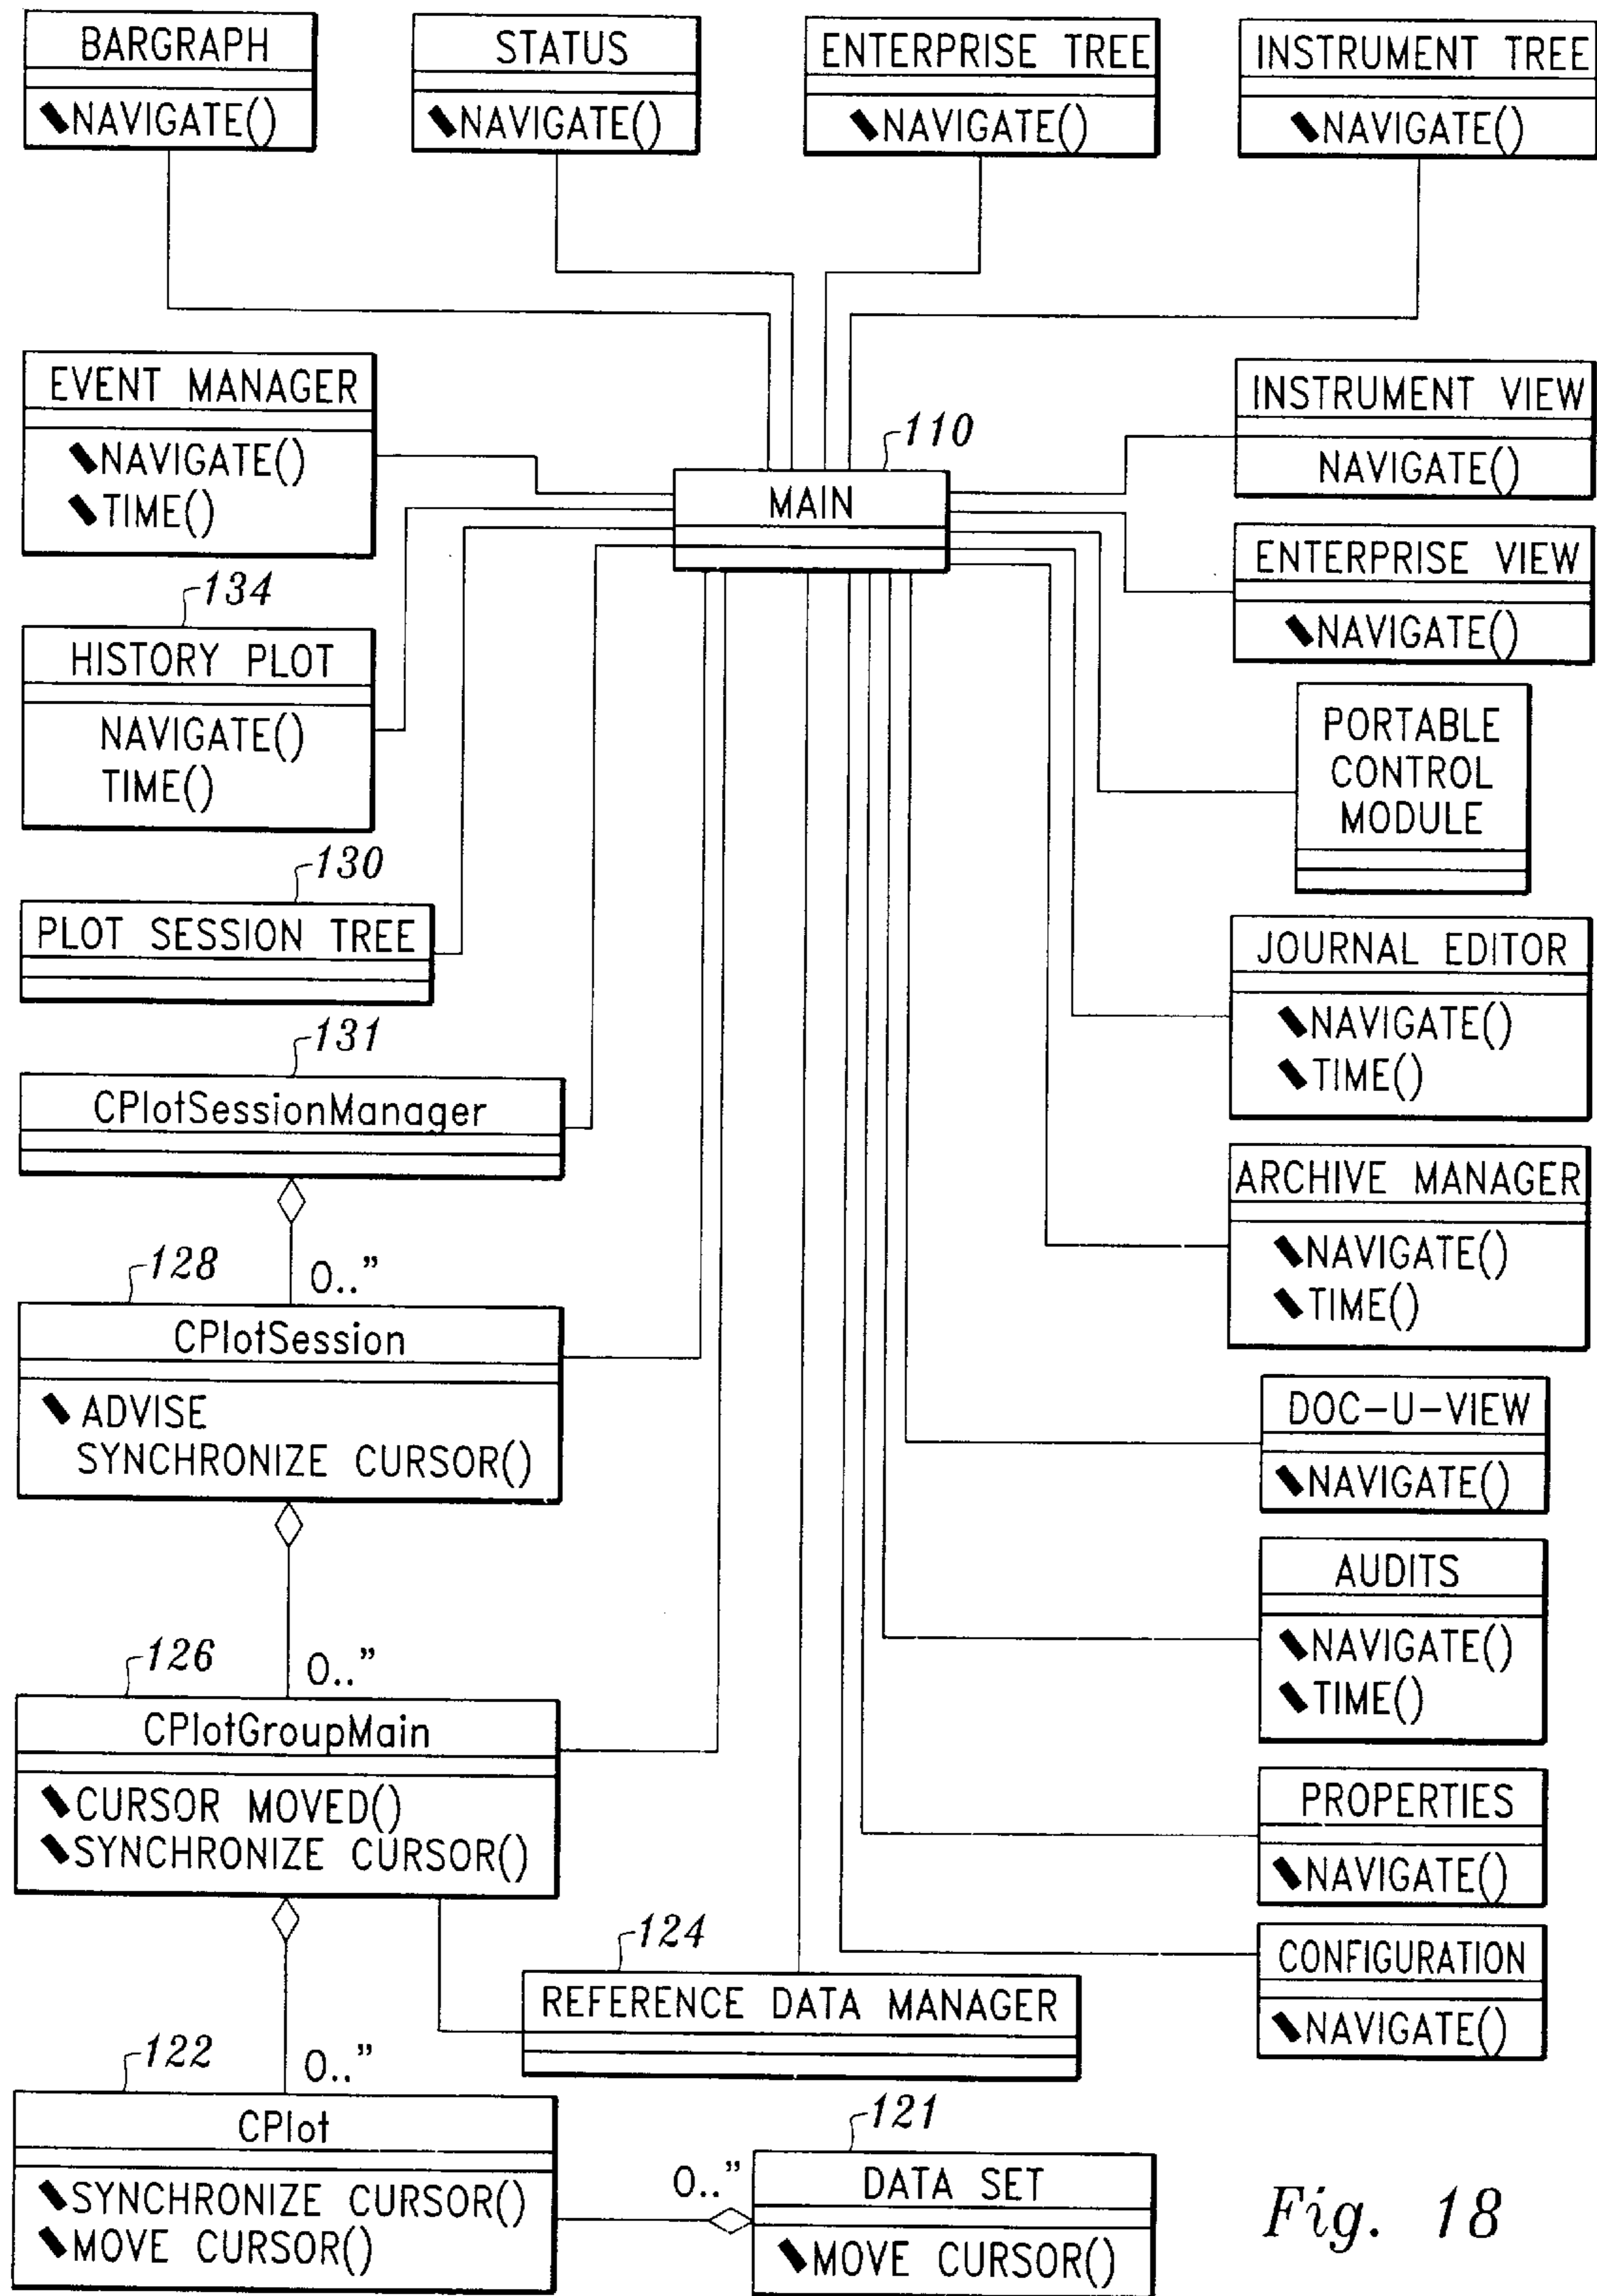 BARGRAPH
NAVIGATE()
STATUS
NAVIGATE()
ENTERPRISE TREE
NAVIGATE()
INSTRUMENT TREE
NAVIGATE()
EVENT MANAGER
NAVIGATE()
TIME()
110
MAIN
INSTRUMENT VIEW
NAVIGATE()
ENTERPRISE VIEW
NAVIGATE()
134
HISTORY PLOT
NAVIGATE()
TIME()
PORTABLE
CONTROL
MODULE
130
PLOT SESSION TREE
JOURNAL EDITOR
NAVIGATE()
TIME()
131
CPlotSessionManager
ARCHIVE MANAGER
NAVIGATE()
TIME()
0.."
128
CPlotSession
ADVISE
SYNCHRONIZE CURSOR()
DOC-U-VIEW
NAVIGATE()
AUDITS
NAVIGATE()
TIME()
0.."
126
CPlotGroupMain
CURSOR MOVED()
SYNCHRONIZE CURSOR()
PROPERTIES
NAVIGATE()
CONFIGURATION
NAVIGATE()
124
REFERENCE DATA MANAGER
0.."
122
CPlot
SYNCHRONIZE CURSOR()
MOVE CURSOR()
0.."
121
DATA SET
MOVE CURSOR()
Fig. 18